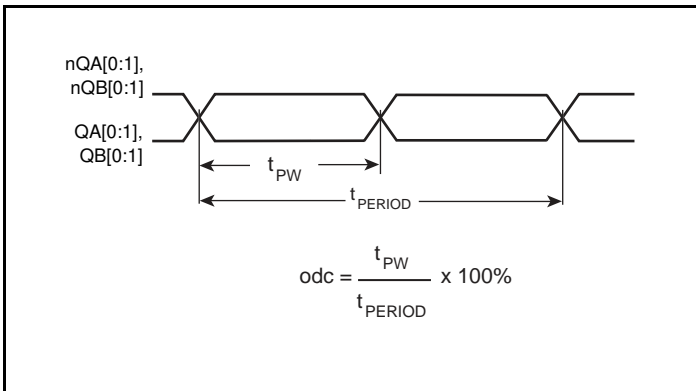 nQA[0:1],
nQB[0:1]
QA[0:1],
QB[0:1]
tPW
tPERIOD
odc = tPW / tPERIOD x 100%